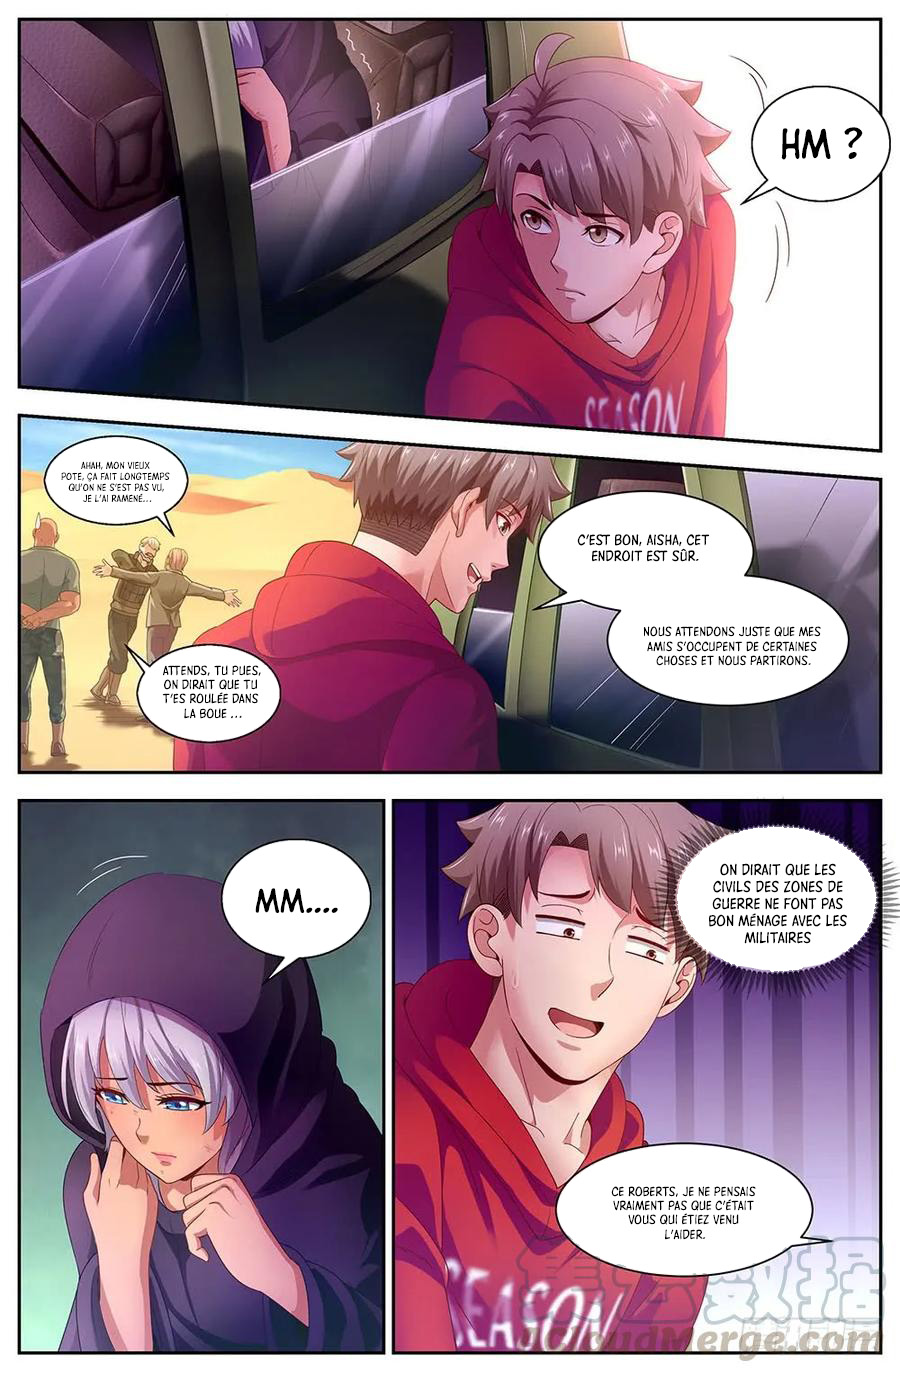 HM ?
SEASON
AHAH, MON VIEUX
POTE, ÇA FAIT LONGTEMPS
QU'ON NE S'EST PAS VU,
JE L'AI RAMENÉ...
C'EST BON, AISHA, CET
ENDROIT EST SÛR.
NOUS ATTENDONS JUSTE QUE MES
AMIS S'OCCUPENT DE CERTAINES
CHOSES ET NOUS PARTIRONS.
ATTENDS, TU PUES,
ON DIRAIT QUE TU
T'ES ROULÉE DANS
LA BOUE ...
MM....
ON DIRAIT QUE LES
CIVILS DES ZONES DE
GUERRE NE FONT PAS
BON MÉNAGE AVEC LES
MILITAIRES
CE ROBERTS, JE NE PENSAIS
VRAIMENT PAS QUE C'ÉTAIT
VOUS QUI ÉTIEZ VENU
L'AIDER.
SEASON
AcloudMerge.com